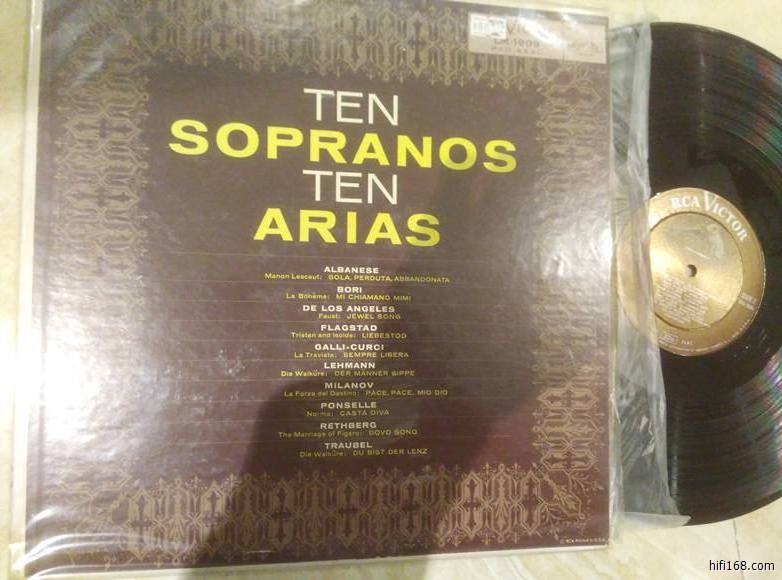 LM-1909
TEN
SOPRANOS
TEN
ARIAS
ALBANESE
Manon Lescaut: SOLA, PERDUTA, ABBANDONATA
BORI
La Bohème: MI CHIAMANO MIMI
DE LOS ANGELES
Faust: JEWEL SONG
FLAGSTAD
Tristan and Isolde: LIEBESTOD
GALLI-CURCI
La Traviata: SEMPRE LIBERA
LEHMANN
Die Walküre: DER MÄNNER SIPPE
MILANOV
La Forza del Destino: PACE, PACE, MIO DIO
PONSELLE
Norma: CASTA DIVA
RETHBERG
The Marriage of Figaro: DOVE SONO
TRAUBEL
Die Walküre: DU BIST DER LENZ
RCA VICTOR
hifi168.com